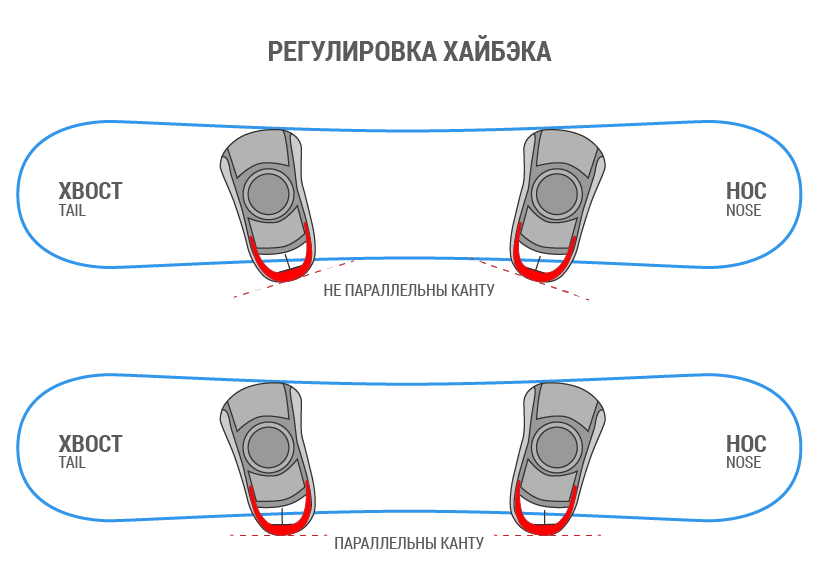 РЕГУЛИРОВКА ХАЙБЭКА
ХВОСТ
TAIL
НОС
NOSE
НЕ ПАРАЛЛЕЛЬНЫ КАНТУ
ХВОСТ
TAIL
НОС
NOSE
ПАРАЛЛЕЛЬНЫ КАНТУ